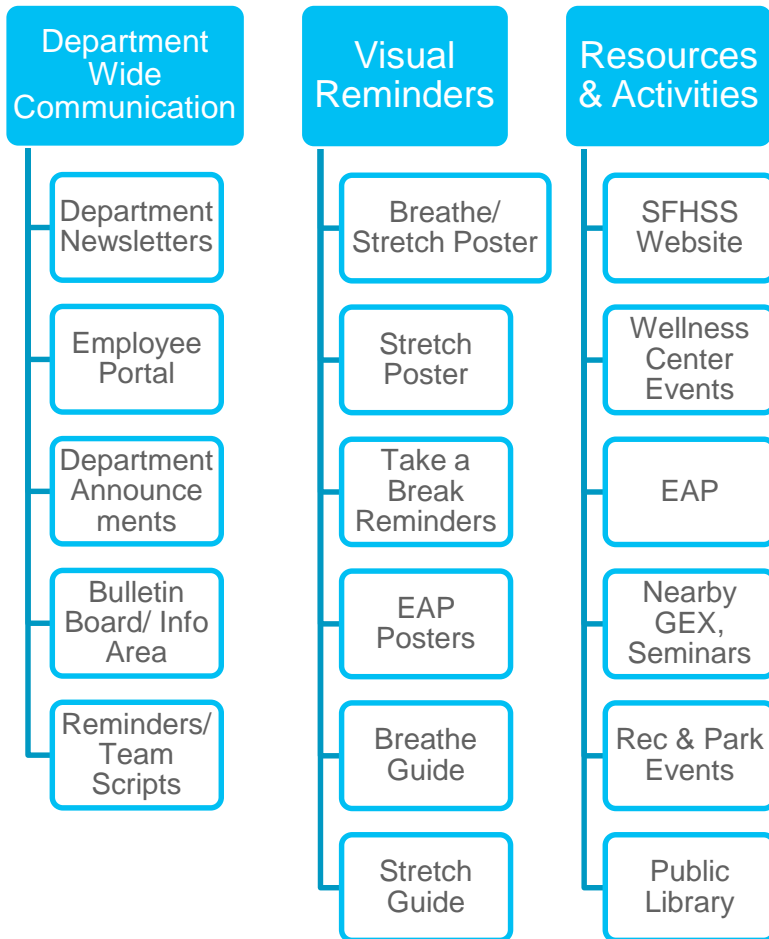 Department
Wide
Communication
Department
Newsletters
Employee
Portal
Department
Announce
ments
Bulletin
Board/ Info
Area
Reminders/
Team
Scripts
Visual
Reminders
Breathe/
Stretch Poster
Stretch
Poster
Take a
Break
Reminders
EAP
Posters
Breathe
Guide
Stretch
Guide
Resources
& Activities
SFHSS
Website
Wellness
Center
Events
EAP
Nearby
GEX,
Seminars
Rec & Park
Events
Public
Library